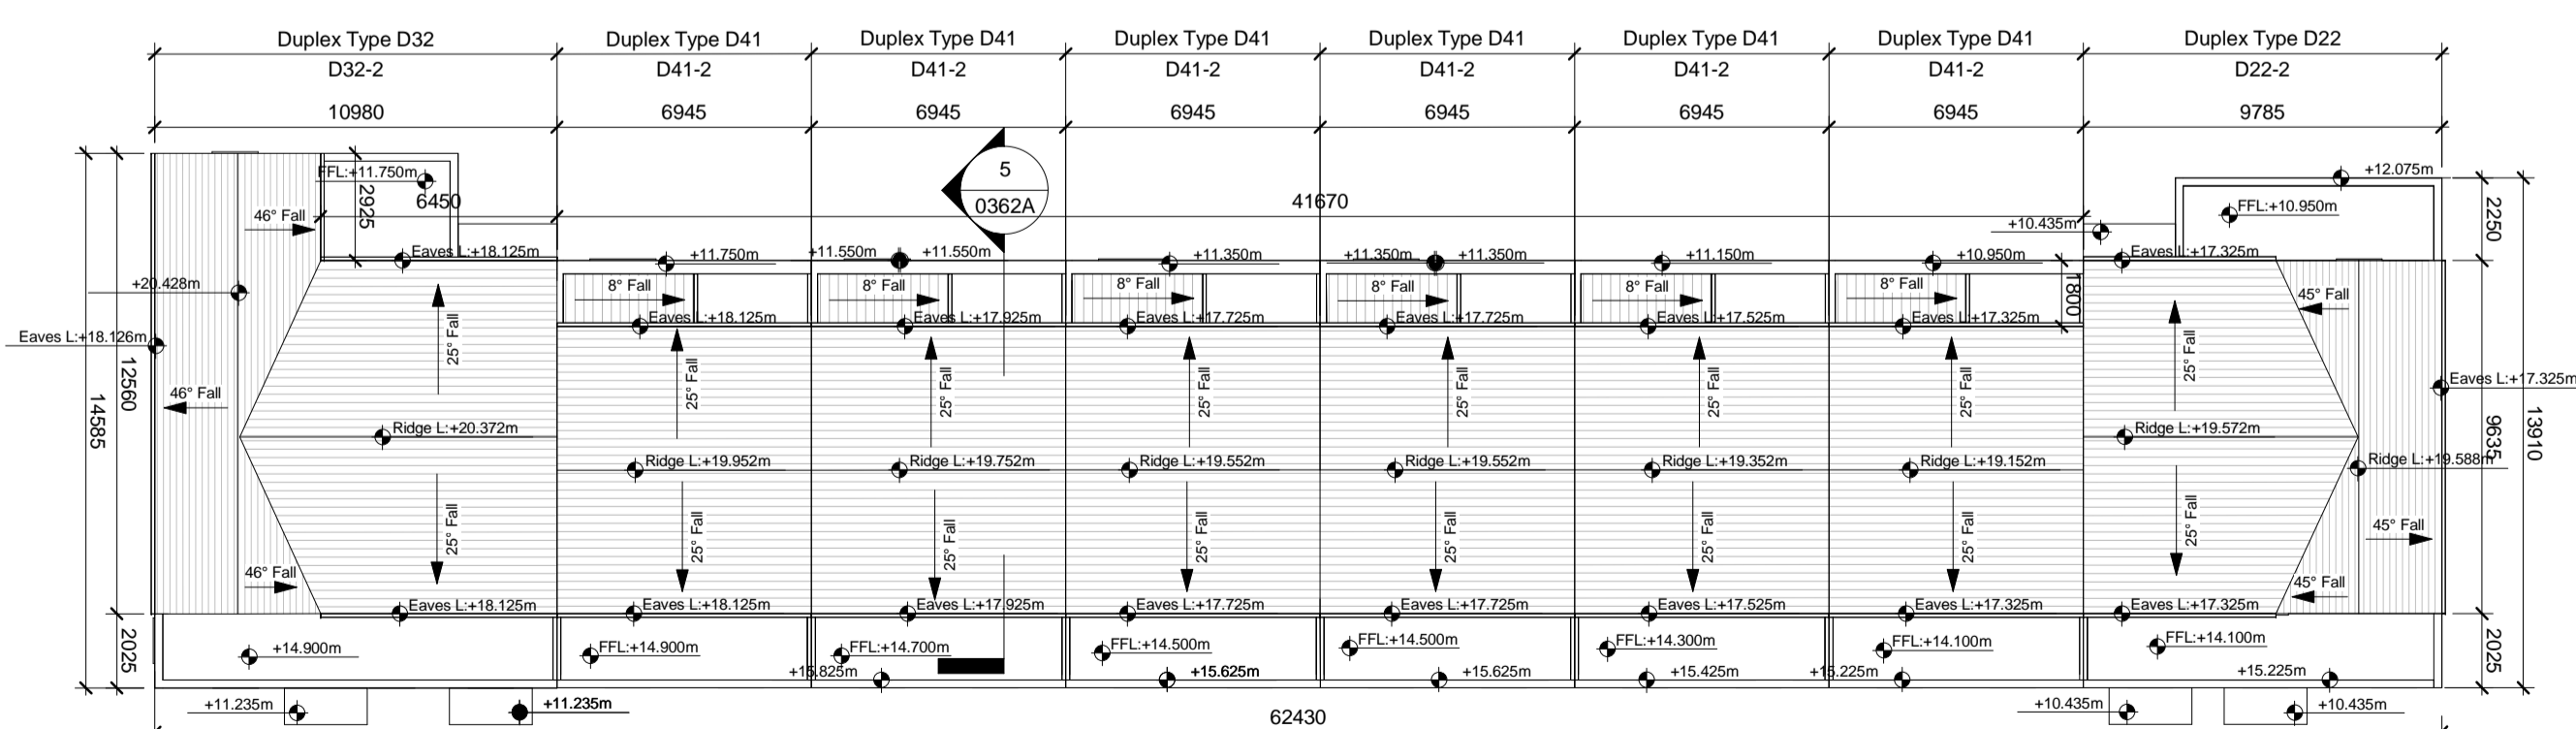 Duplex Type D32
Duplex Type D41
Duplex Type D41
Duplex Type D41
Duplex Type D41
Duplex Type D41
Duplex Type D41
Duplex Type D22
D32-2
D41-2
D41-2
D41-2
D41-2
D41-2
D41-2
D22-2
10980
6945
6945
6945
6945
6945
6945
9785
5
0362A
FFL:+11.750m
2925
6450
41670
46° Fall
+12.075m
FFL:+10.950m
+10.435m
2250
Eaves L:+18.125m
+11.750m
+11.550m
+11.550m
+11.350m
+11.350m
+11.350m
+11.150m
+10.950m
Eaves L:+17.325m
+20.428m
8° Fall
8° Fall
8° Fall
8° Fall
8° Fall
8° Fall
1800
45° Fall
Eaves L:+18.126m
Eaves L:+18.125m
Eaves L:+17.925m
Eaves L:+17.725m
Eaves L:+17.725m
Eaves L:+17.525m
Eaves L:+17.325m
25° Fall
25° Fall
25° Fall
25° Fall
25° Fall
25° Fall
25° Fall
25° Fall
Eaves L:+17.325m
46° Fall
12560
14585
9635
13910
Ridge L:+20.372m
Ridge L:+19.952m
Ridge L:+19.752m
Ridge L:+19.552m
Ridge L:+19.552m
Ridge L:+19.352m
Ridge L:+19.152m
Ridge L:+19.572m
Ridge L:+19.588m
25° Fall
25° Fall
25° Fall
25° Fall
25° Fall
25° Fall
25° Fall
25° Fall
45° Fall
46° Fall
45° Fall
Eaves L:+18.125m
Eaves L:+18.125m
Eaves L:+17.925m
Eaves L:+17.725m
Eaves L:+17.725m
Eaves L:+17.525m
Eaves L:+17.325m
Eaves L:+17.325m
2025
+14.900m
FFL:+14.900m
FFL:+14.700m
FFL:+14.500m
FFL:+14.500m
FFL:+14.300m
FFL:+14.100m
FFL:+14.100m
2025
+15.825m
+15.625m
+15.625m
+15.425m
+15.225m
+15.225m
+11.235m
+11.235m
62430
+10.435m
+10.435m